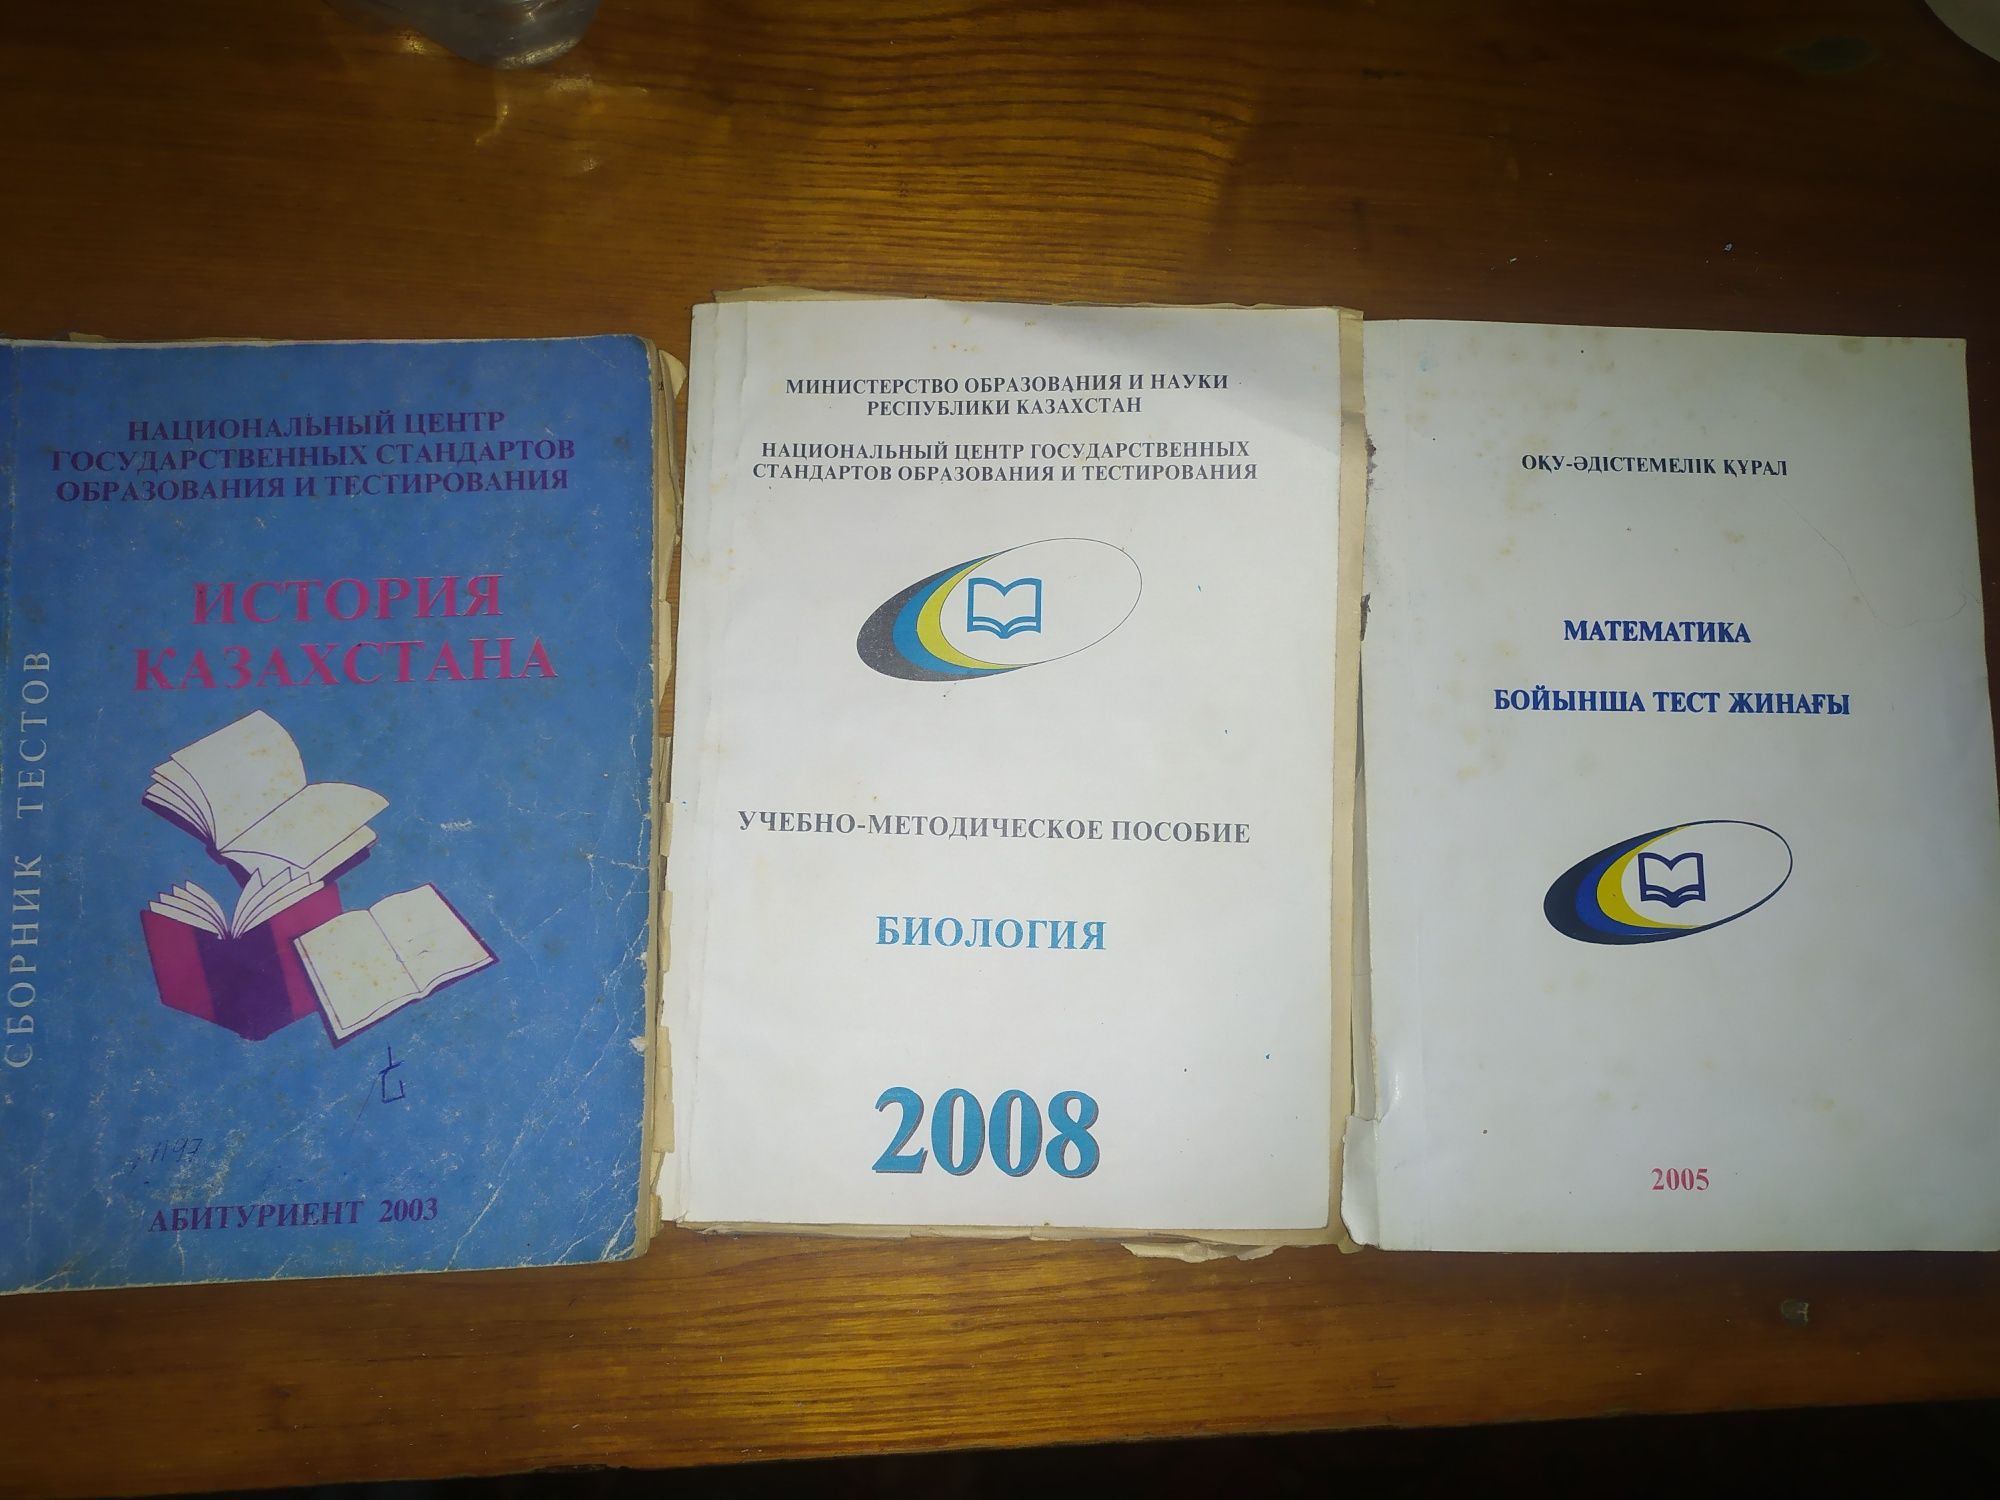 НАЦИОНАЛЬНЫЙ ЦЕНТР
ГОСУДАРСТВЕННЫХ СТАНДАРТОВ
ОБРАЗОВАНИЯ И ТЕСТИРОВАНИЯ
ИСТОРИЯ
КАЗАХСТАНА
СБОРНИК ТЕСТОВ
АБИТУРИЕНТ 2003
МИНИСТЕРСТВО ОБРАЗОВАНИЯ И НАУКИ
РЕСПУБЛИКИ КАЗАХСТАН
НАЦИОНАЛЬНЫЙ ЦЕНТР ГОСУДАРСТВЕННЫХ
СТАНДАРТОВ ОБРАЗОВАНИЯ И ТЕСТИРОВАНИЯ
УЧЕБНО-МЕТОДИЧЕСКОЕ ПОСОБИЕ
БИОЛОГИЯ
2008
ОҚУ-ӘДІСТЕМЕЛІК ҚҰРАЛ
МАТЕМАТИКА
БОЙЫНША ТЕСТ ЖИНАҒЫ
2005